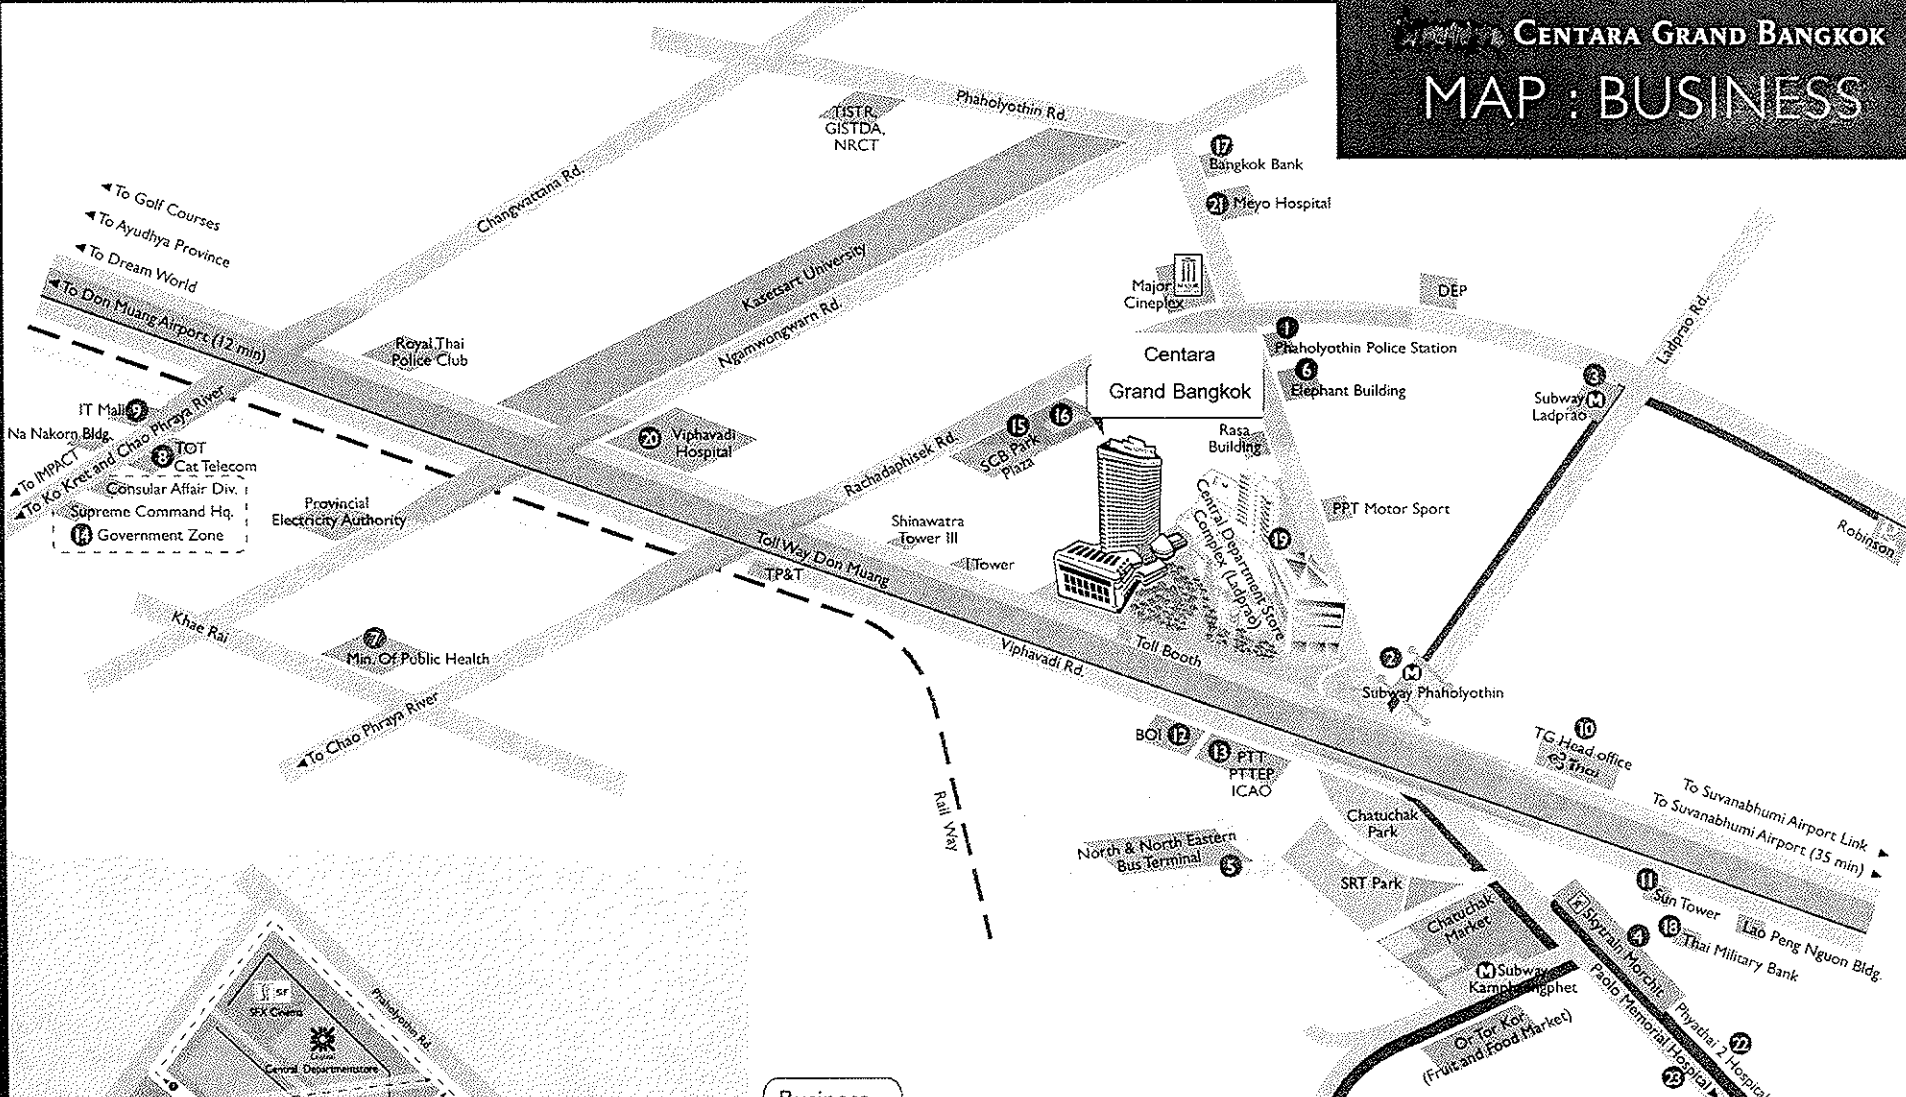 CENTARA GRAND BANGKOK
MAP : BUSINESS
Phaholyothin Rd.
TISTR,
GISTDA,
NRCT
17
Bangkok Bank
21 Meyo Hospital
Changwattana Rd.
To Golf Courses
To Ayudhya Province
To Dream World
To Don Muang Airport (12 min)
Kasetsart University
Ngamwongwarn Rd.
Major
Cineplex
DEP
Ladprao Rd.
Royal Thai
Police Club
1
Phaholyothin Police Station
Centara
Grand Bangkok
6
Elephant Building
3
Subway M
Ladprao
IT Mall 9
Na Nakorn Bldg.
8 TOT
Cat Telecom
To IMPACT
To Ko Kret and Chao Phraya River
Consular Affair Div.
Supreme Command Hq.
14 Government Zone
20 Viphavadi
Hospital
Rachadaphisek Rd.
15 16
SCB Park
Plaza
Rasa
Building
Provincial
Electricity Authority
Shinawatra
Tower III
TTower
Toll Way Don Muang
TP&T
Central Department Store
Complex (Ladprao)
19
PPT Motor Sport
Robinson
Khae Rai
7
Min. Of Public Health
To Chao Phraya River
Viphavadi Rd.
Toll Booth
2
M
Subway Phaholyothin
Rail Way
BOI 12
13 PTT
PTTEP
ICAO
10
TG Head office
THAI
To Suvanabhumi Airport Link
To Suvanabhumi Airport (35 min)
Chatuchak
Park
North & North Eastern
Bus Terminal
5
SRT Park
Chatuchak
Market
11
Sun Tower
18 Thai Military Bank
Lao Peng Nguon Bldg.
Skytrain Morchit
4
M Subway
Kamphaengphet
Or Tor Kor
(Fruit and Food Market)
Paolo Memorial Hospital
23
Phyathai 2 Hospital
22
SF
SFX Cinema
Central Departmentstore
Phaholyothin Rd.
Business